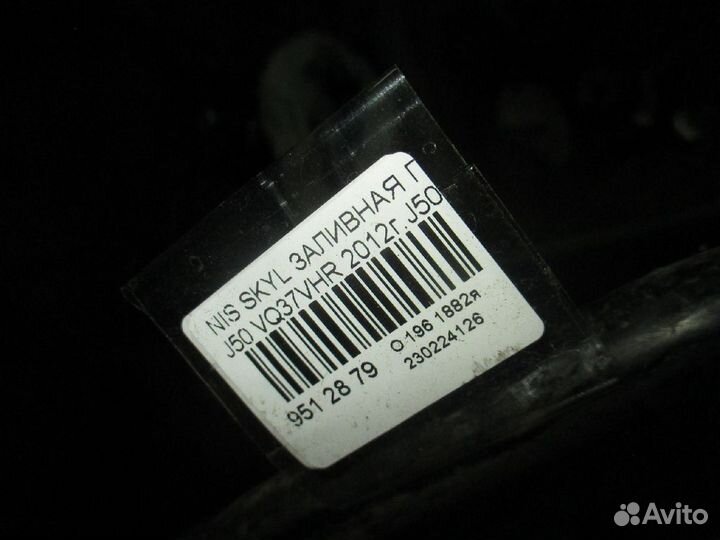 NIS SKYL ЗАЛИВНАЯ Г
J50 VQ37VHR 2012г. J50
951 28 79
О 196 1882я
230224126
Avito